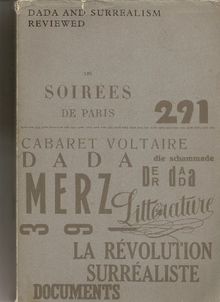 DADA AND SURREALISM
REVIEWED
LES
SOIRÉES
DE PARIS
291
CABARET VOLTAIRE
DADA
die schammade
DER dada
MERZ
Littérature
391
LA RÉVOLUTION
SURRÉALISTE
DOCUMENTS